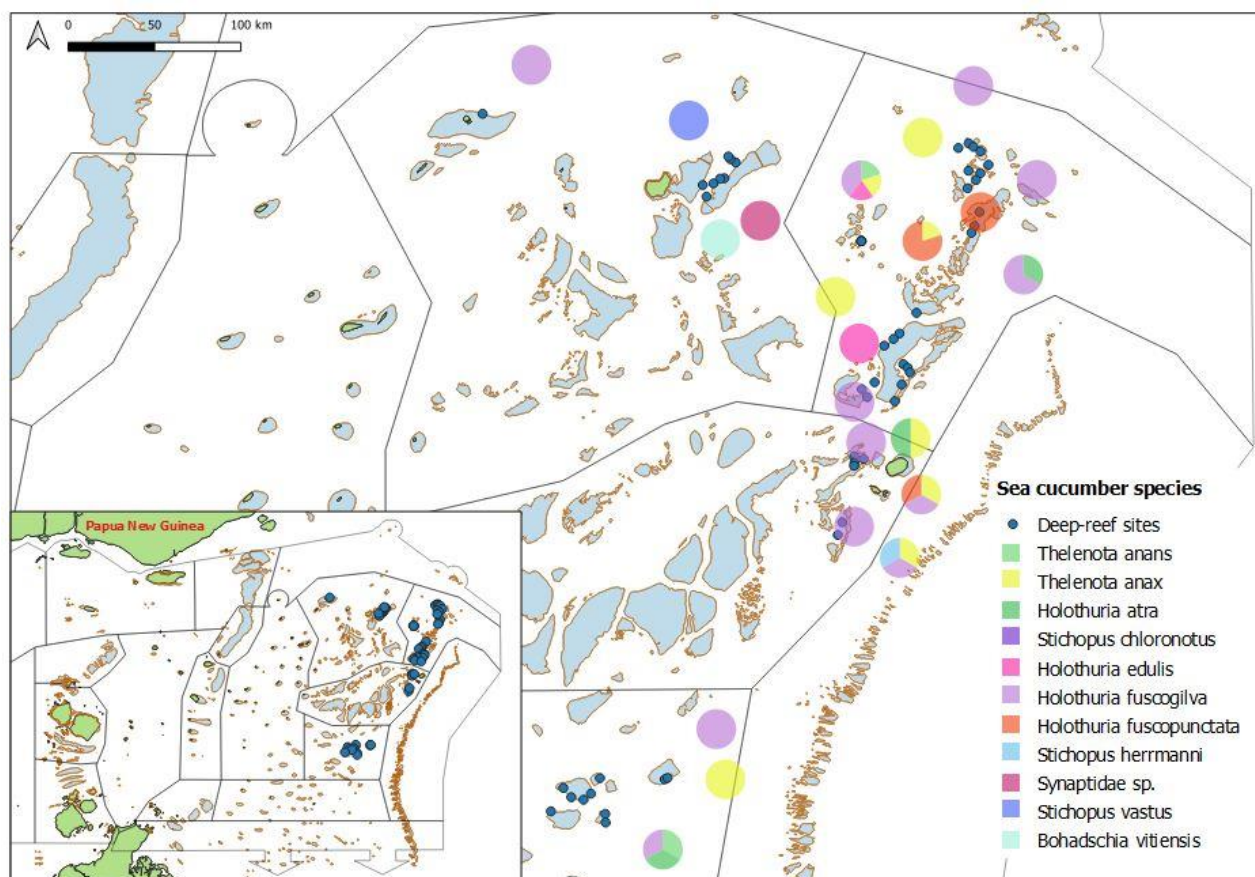 0 50 100 km
Papua New Guinea
Sea cucumber species
Deep-reef sites
Thelenota anans
Thelenota anax
Holothuria atra
Stichopus chloronotus
Holothuria edulis
Holothuria fuscogilva
Holothuria fuscopunctata
Stichopus herrmanni
Synaptidae sp.
Stichopus vastus
Bohadschia vitiensis